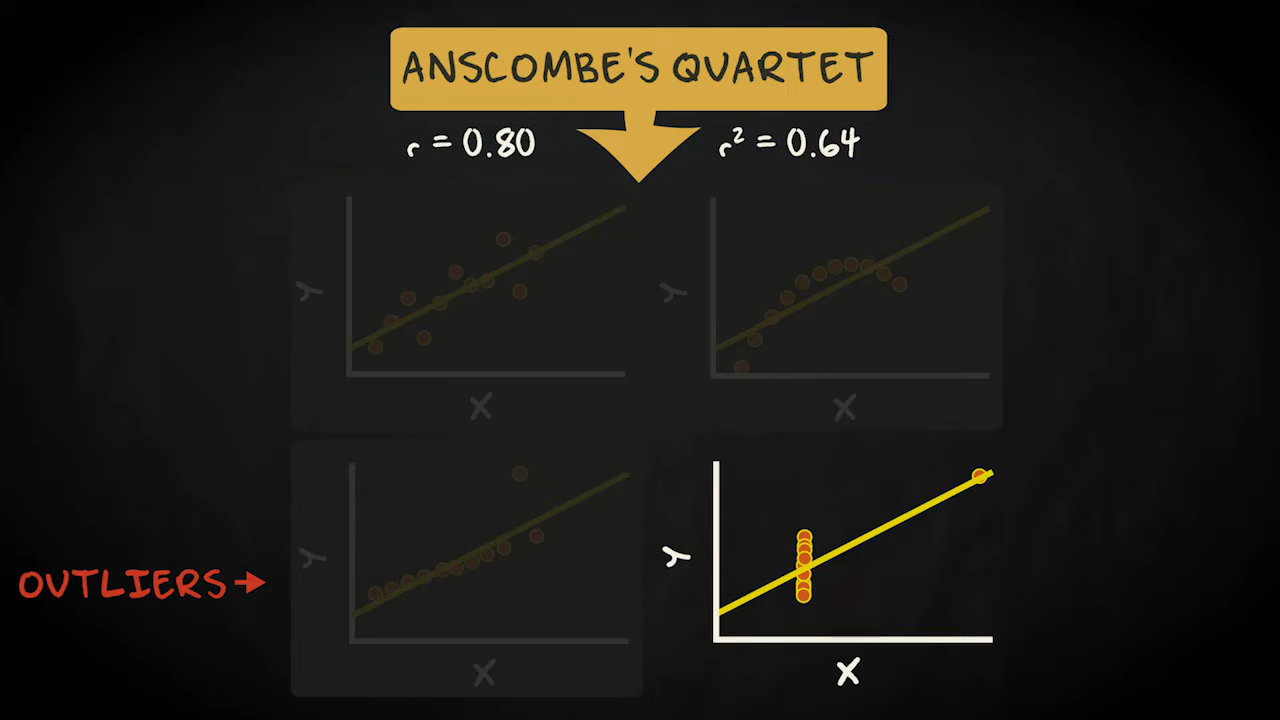 ANSCOMBE'S QUARTET
r = 0.80
r² = 0.64
Y
X
Y
X
OUTLIERS →
Y
X
Y
X